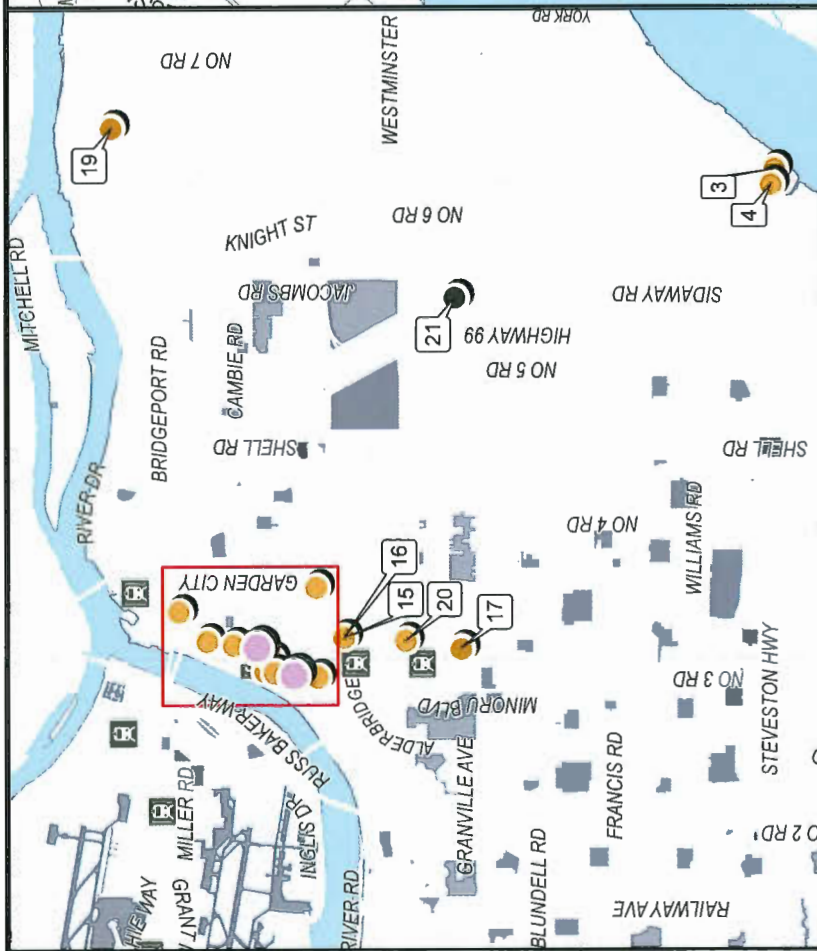 YORK RD
NO 7 RD
WESTMINSTER
19
3
4
NO 6 RD
KNIGHT ST
MITCHELL RD
JACOMBS RD
SIDAWAY RD
21
HIGHWAY 99
NO 5 RD
BRIDGEPORT RD
CAMBIE RD
SHELL RD
SHELL RD
RIVER DR
NO 4 RD
WILLIAMS RD
GARDEN CITY
16
15
20
17
NO 3 RD
STEVESTON HWY
MINORU BLVD
ALDERBRIDGE
RUSS BAKER WAY
MILLER RD
INGLIS DR
GRANVILLE AVE
FRANCIS RD
NO 2 RD
HIEWAY
GRANT
RIVER RD
BLUNDELL RD
RAILWAY AVE